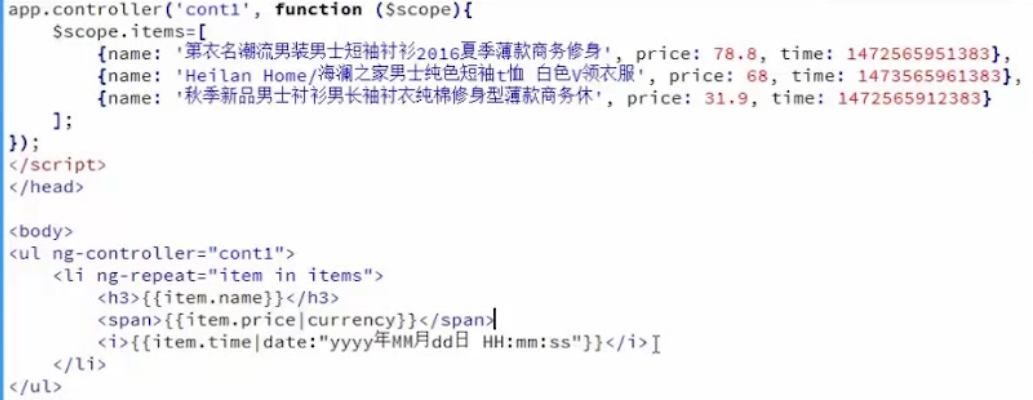 app.controller('cont1', function ($scope){
    $scope.items=[
        {name: '第衣名潮流男装男士短袖衬衫2016夏季薄款商务修身', price: 78.8, time: 1472565951383},
        {name: 'Heilan Home/海澜之家男士纯色短袖t恤 白色V领衣服', price: 68, time: 1473565961383},
        {name: '秋季新品男士衬衫男长袖衬衣纯棉修身型薄款商务休', price: 31.9, time: 1472565912383}
    ];
});
</script>
</head>
<body>
<ul ng-controller="cont1">
    <li ng-repeat="item in items">
        <h3>{{item.name}}</h3>
        <span>{{item.price|currency}}</span>
        <i>{{item.time|date:"yyyy年MM月dd日 HH:mm:ss"}}</i>
    </li>
</ul>